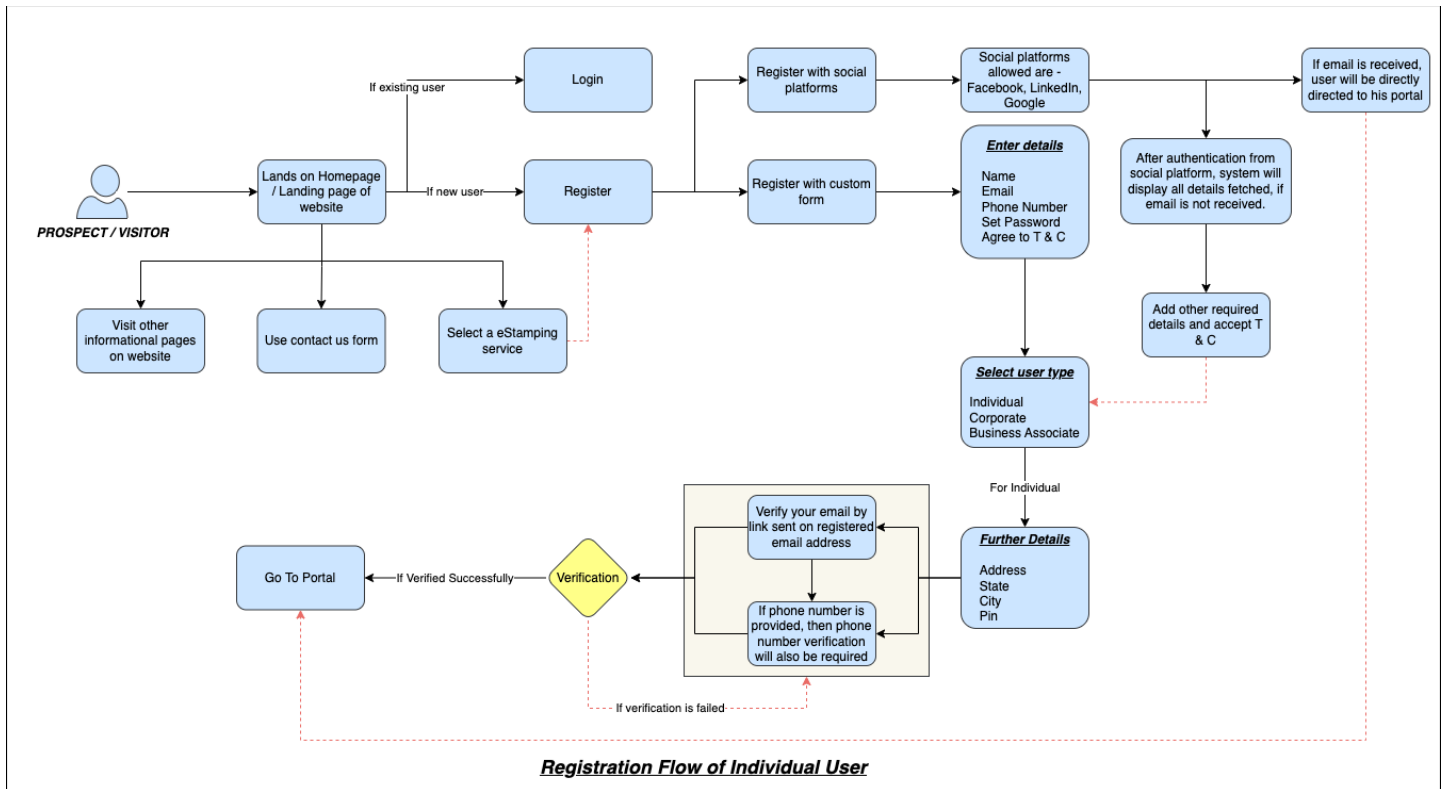 Login
If existing user
Register with social
platforms
Social platforms
allowed are -
Facebook, LinkedIn,
Google
If email is received,
user will be directly
directed to his portal
PROSPECT / VISITOR
Lands on Homepage
/ Landing page of
website
If new user
Register
Register with custom
form
Enter details
Name
Email
Phone Number
Set Password
Agree to T & C
After authentication from
social platform, system will
display all details fetched, if
email is not received.
Visit other
informational pages
on website
Use contact us form
Select a eStamping
service
Add other required
details and accept T
& C
Select user type
Individual
Corporate
Business Associate
For Individual
Further Details
Address
State
City
Pin
Verify your email by
link sent on registered
email address
If phone number is
provided, then phone
number verification
will also be required
Verification
If Verified Successfully
Go To Portal
If verification is failed
Registration Flow of Individual User